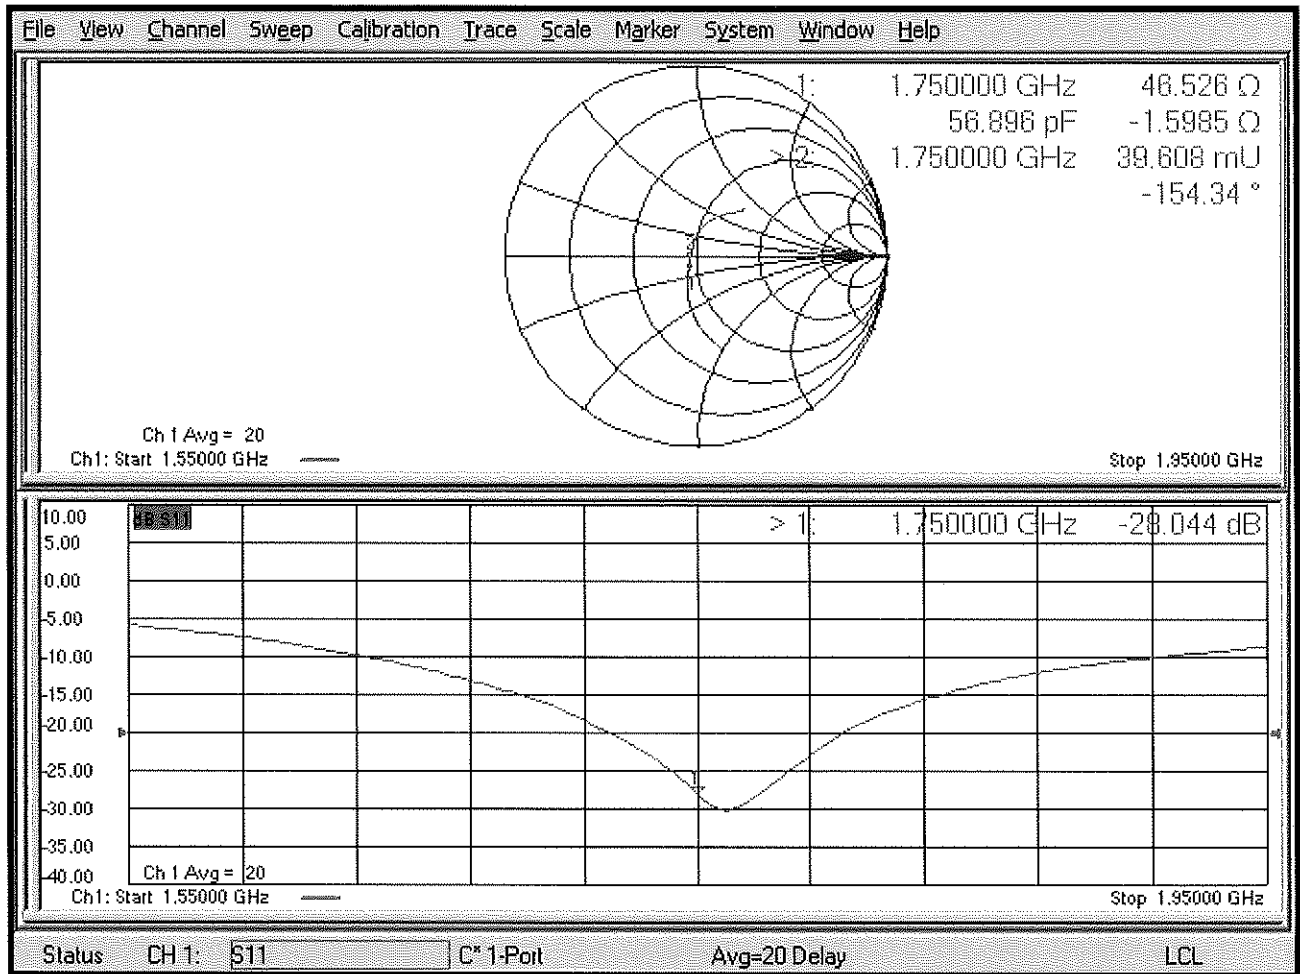 File View Channel Sweep Calibration Trace Scale Marker System Window Help
1: 1.750000 GHz 46.526 Ω
56.896 pF -1.5985 Ω
> 2: 1.750000 GHz 39.608 mU
-154.34 °
Ch 1 Avg = 20
Ch1: Start 1.55000 GHz Stop 1.95000 GHz
10.00 dB S11 > 1: 1.750000 GHz -28.044 dB
5.00
0.00
-5.00
-10.00
-15.00
-20.00
-25.00
1
-30.00
-35.00
-40.00 Ch 1 Avg = 20
Ch1: Start 1.55000 GHz Stop 1.95000 GHz
Status CH 1: S11 C* 1-Port Avg=20 Delay LCL